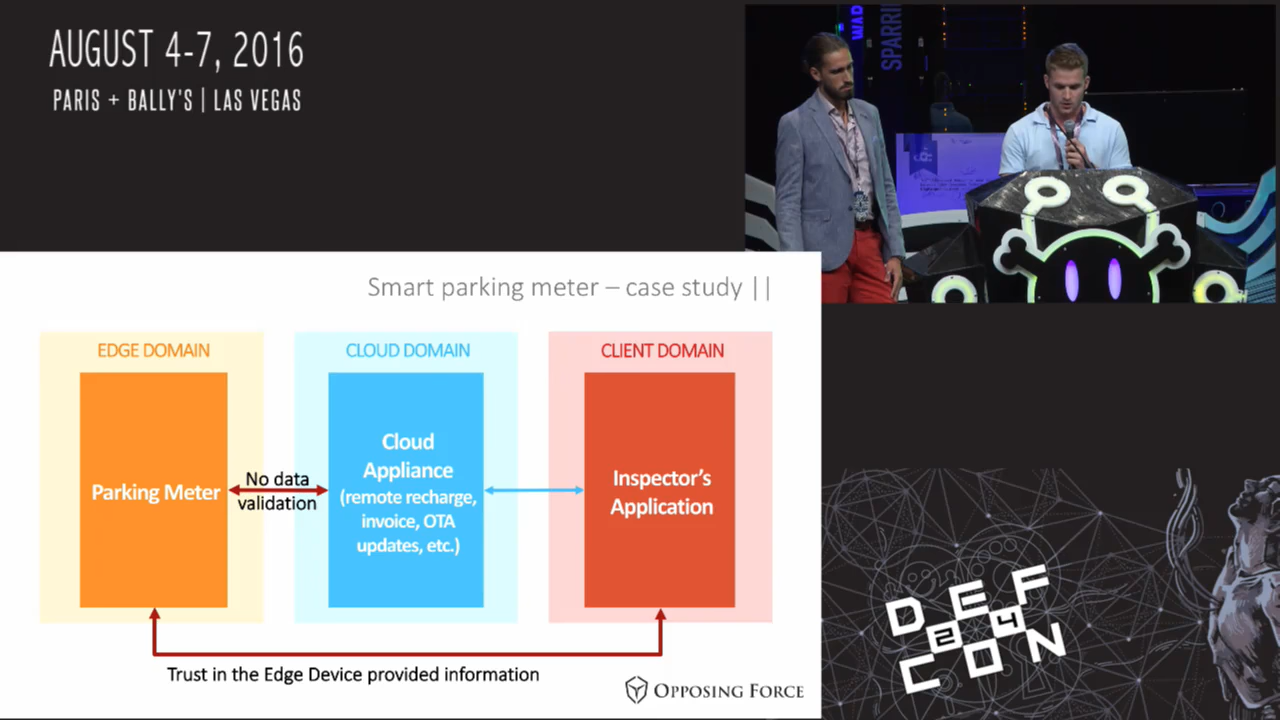 AUGUST 4-7, 2016
PARIS + BALLY'S | LAS VEGAS
WAD
SPARRI
Smart parking meter – case study ||
EDGE DOMAIN
CLOUD DOMAIN
CLIENT DOMAIN
Parking Meter
No data
validation
Cloud
Appliance
(remote recharge,
invoice, OTA
updates, etc.)
Inspector's
Application
Trust in the Edge Device provided information
OPPOSING FORCE
DEF
24
CON